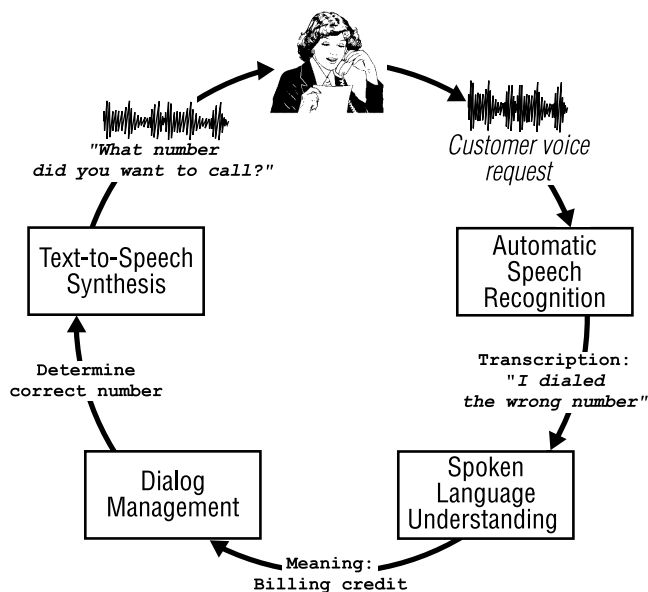 "What number
did you want to call?"
Customer voice
request
Text-to-Speech
Synthesis
Automatic
Speech
Recognition
Determine
correct number
Transcription:
"I dialed
the wrong number"
Dialog
Management
Spoken
Language
Understanding
Meaning:
Billing credit